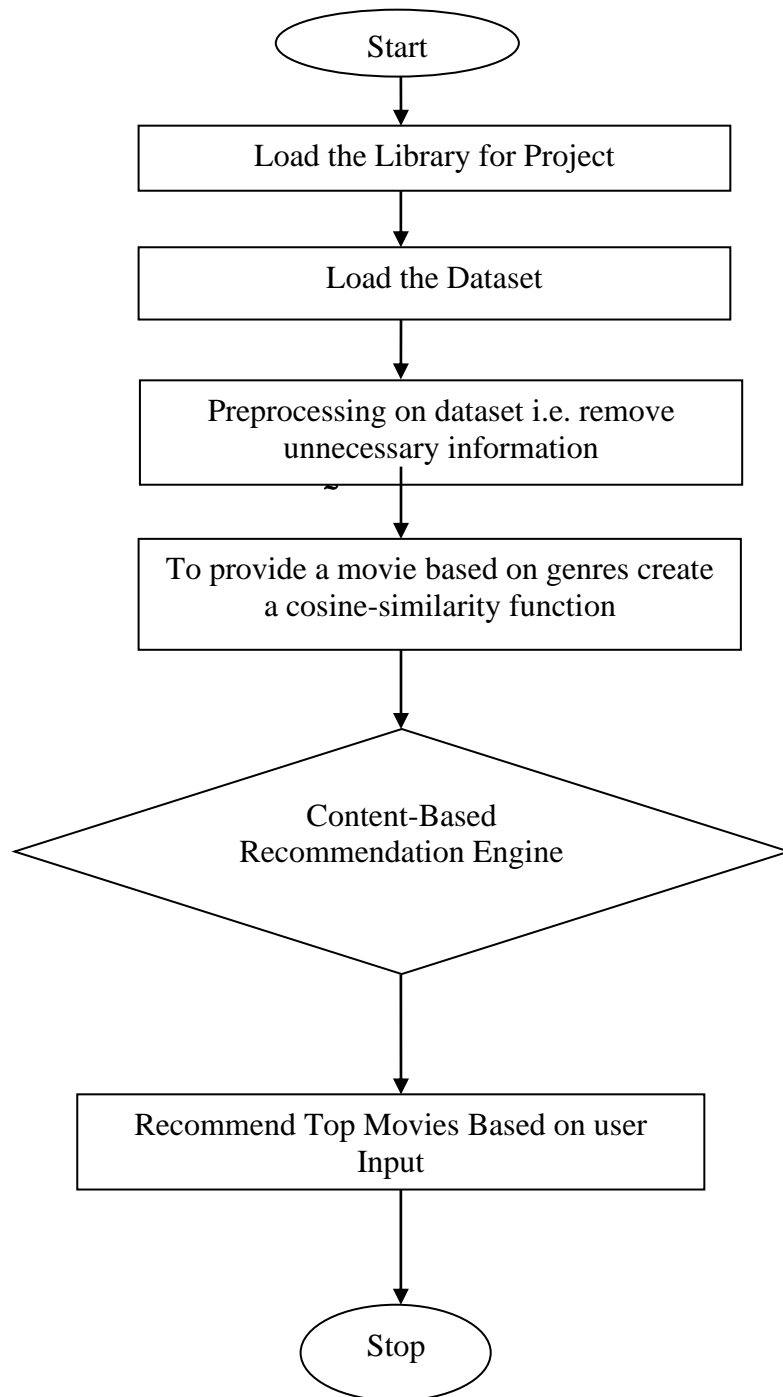 Start
Load the Library for Project
Load the Dataset
Preprocessing on dataset i.e. remove
unnecessary information
~
To provide a movie based on genres create
a cosine-similarity function
Content-Based
Recommendation Engine
Recommend Top Movies Based on user
Input
Stop